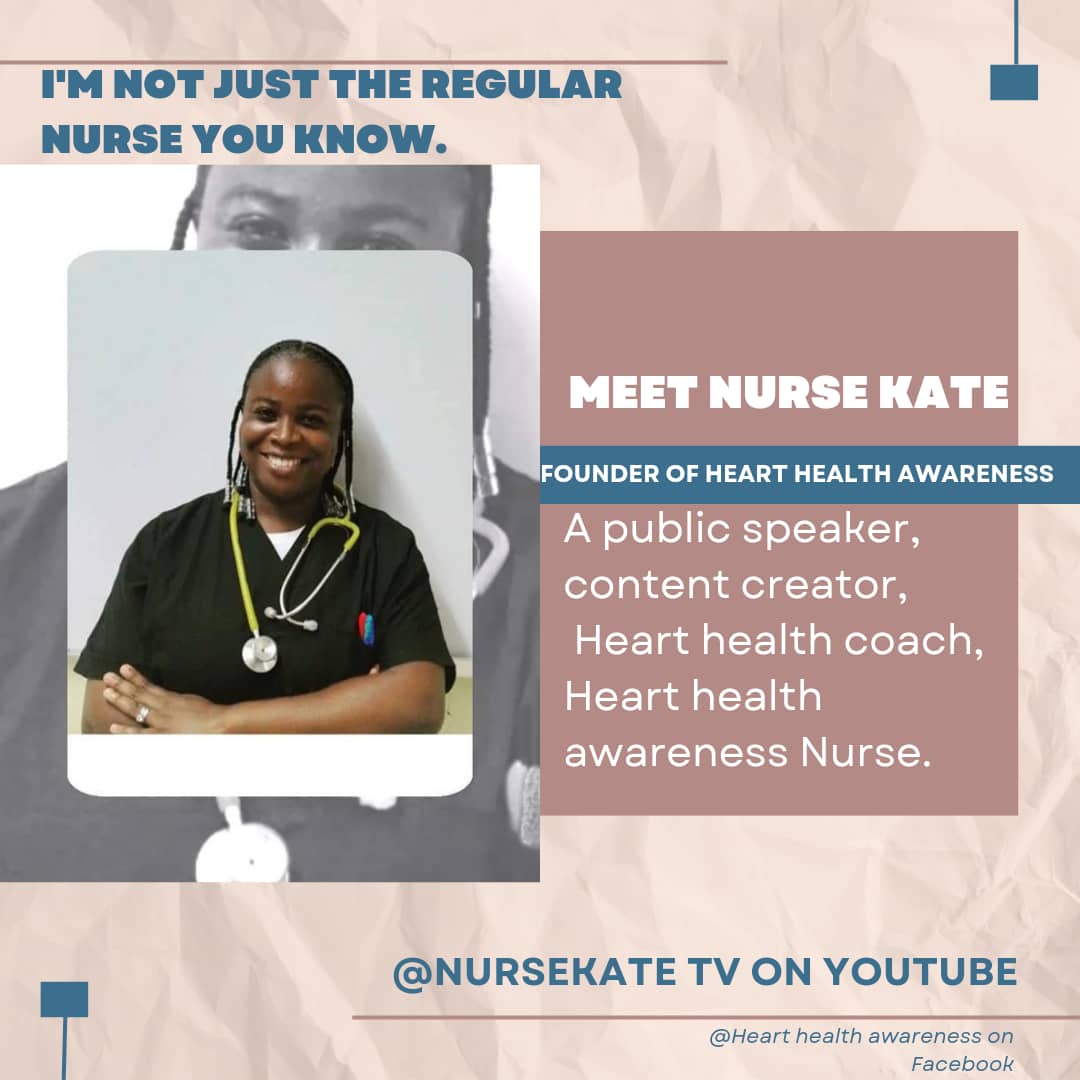 I'M NOT JUST THE REGULAR
NURSE YOU KNOW.
MEET NURSE KATE
FOUNDER OF HEART HEALTH AWARENESS
A public speaker,
content creator,
Heart health coach,
Heart health
awareness Nurse.
@NURSEKATE TV ON YOUTUBE
@Heart health awareness on
Facebook